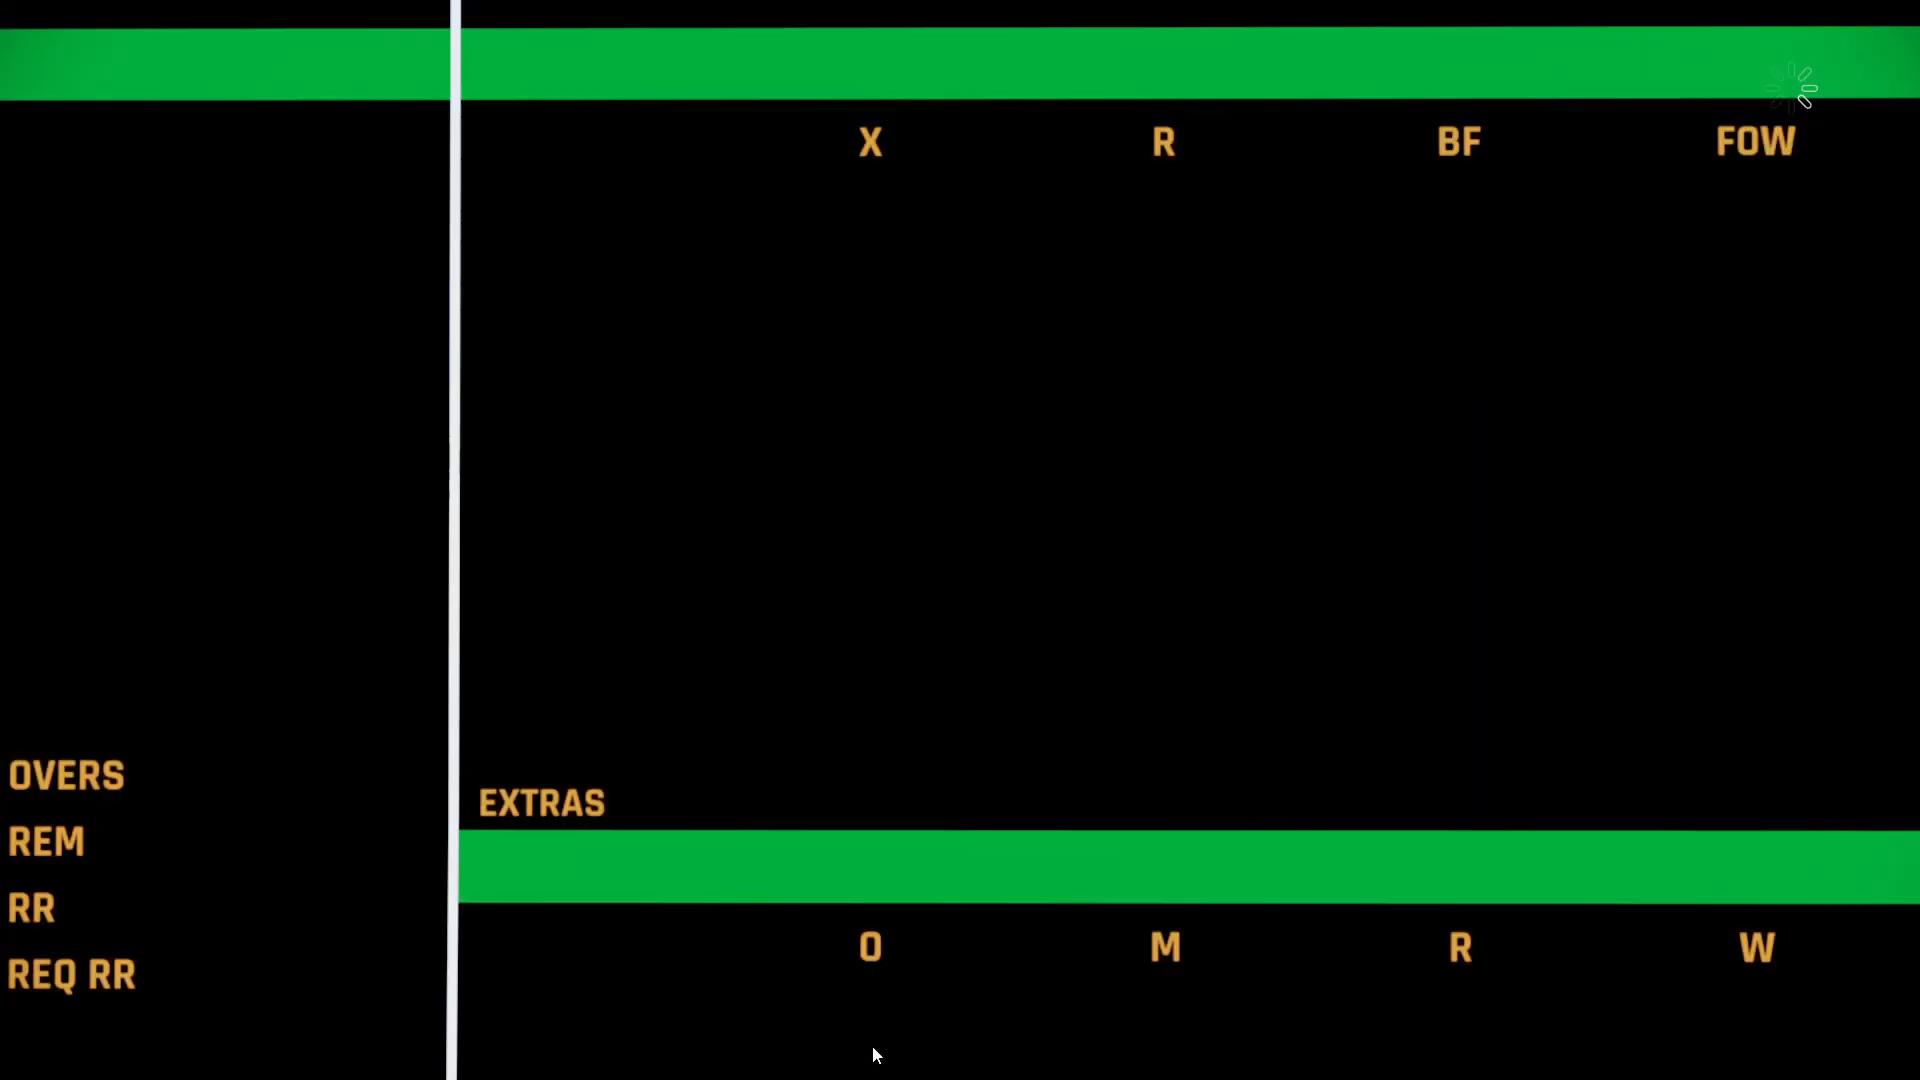 X R BF FOW
OVERS
REM
RR
REQ RR
EXTRAS
O M R W